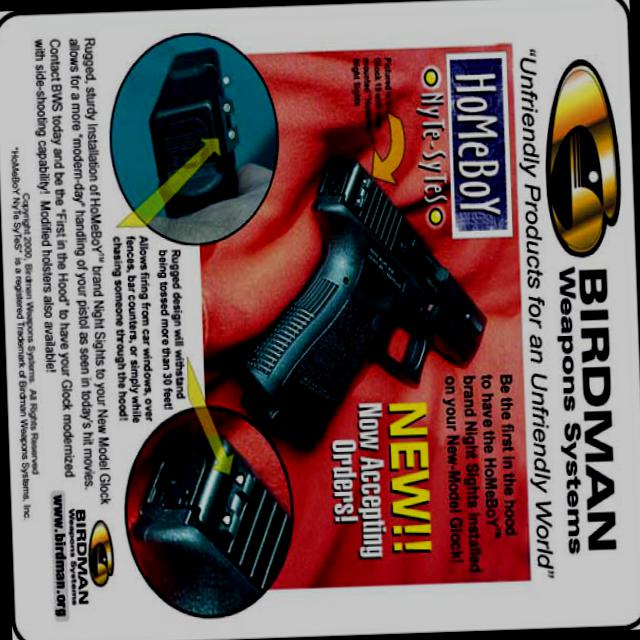 BIRDMAN
Weapons Systems
"Unfriendly Products for an Unfriendly World"
HoMeBoY
NyTe-SyTeS
Be the first in the hood
to have the HoMeBoY™
brand Night Sights installed
on your New-Model Glock!
NEW!!
Now Accepting
Orders!
Rugged design will withstand
being tossed more than 30 feet!
Allows firing from car windows, over
fences, bar counters, or simply while
chasing someone through the hood!
Rugged, sturdy Installation of HoMeBoY™ brand Night Sights to your New Model Glock
allows for a more "modern-day" handling of your pistol as seen in today's hit movies.
Contact BWS today and be the "First in the Hood" to have your Glock modernized
with side-shooting capability! Modified holsters also available!
BIRDMAN
Weapons Systems
www.birdman.org
Copyright 2000, Birdman Weapons Systems. All Rights Reserved
"HoMeBoY NyTe SyTeS" is a registered Trademark of Birdman Weapons Systems, Inc.